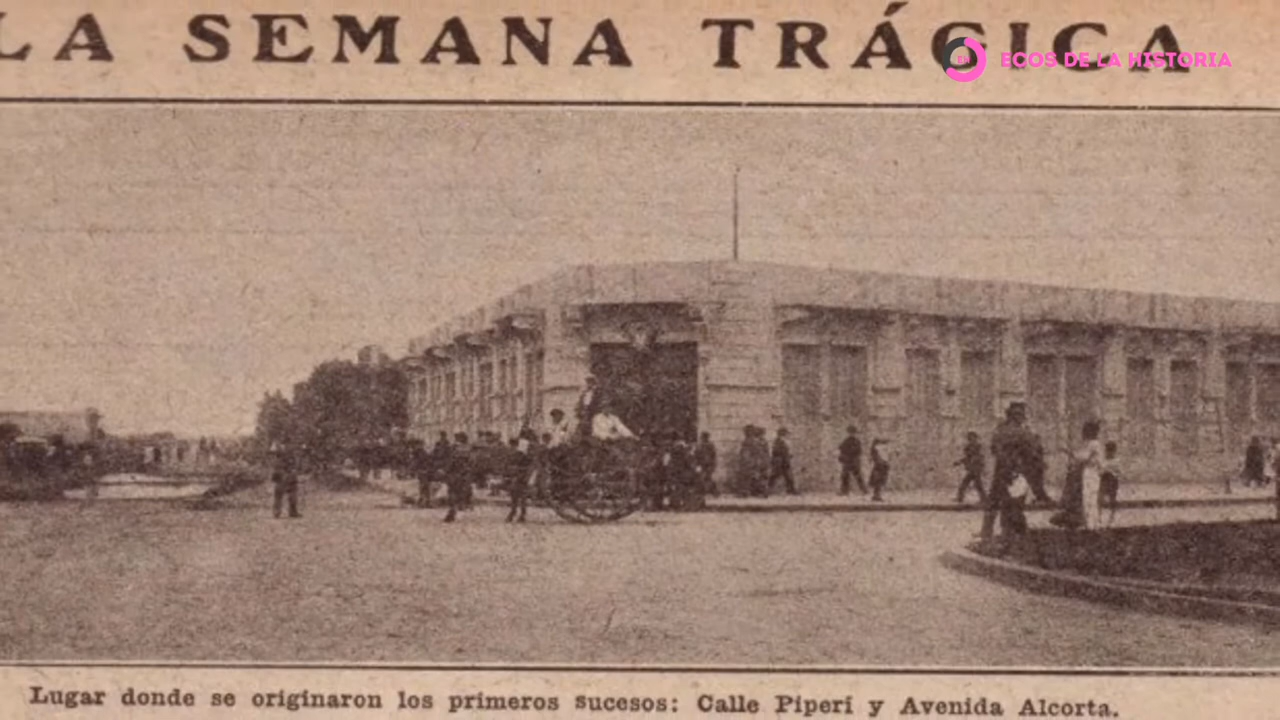 LA SEMANA TRÁGICA
ECOS DE LA HISTORIA
Lugar donde se originaron los primeros sucesos: Calle Piperi y Avenida Alcorta.